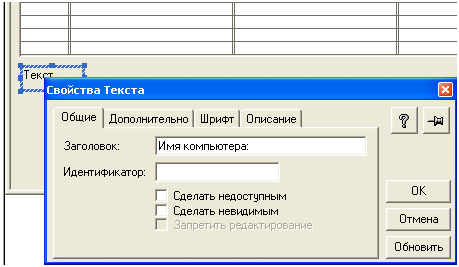 Текст
Свойства Текста
Общие Дополнительно Шрифт Описание
Заголовок: Имя компьютера:
Идентификатор:
Сделать недоступным
Сделать невидимым
Запретить редактирование
?
OK
Отмена
Обновить